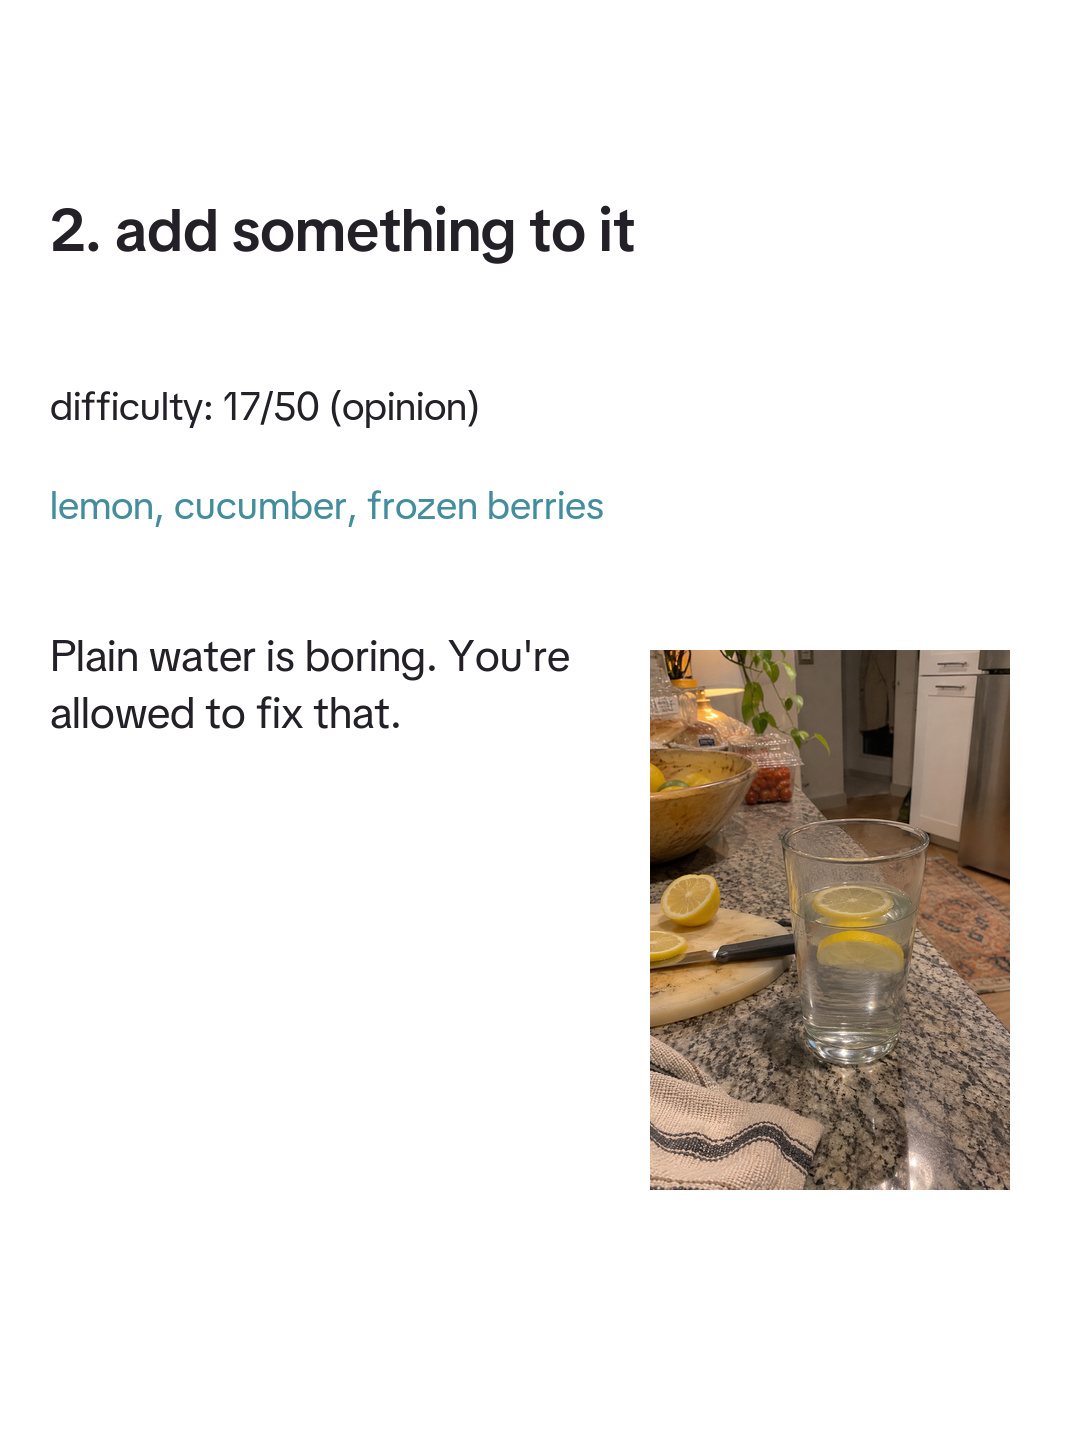 2. add something to it
difficulty: 17/50 (opinion)
lemon, cucumber, frozen berries
Plain water is boring. You're
allowed to fix that.